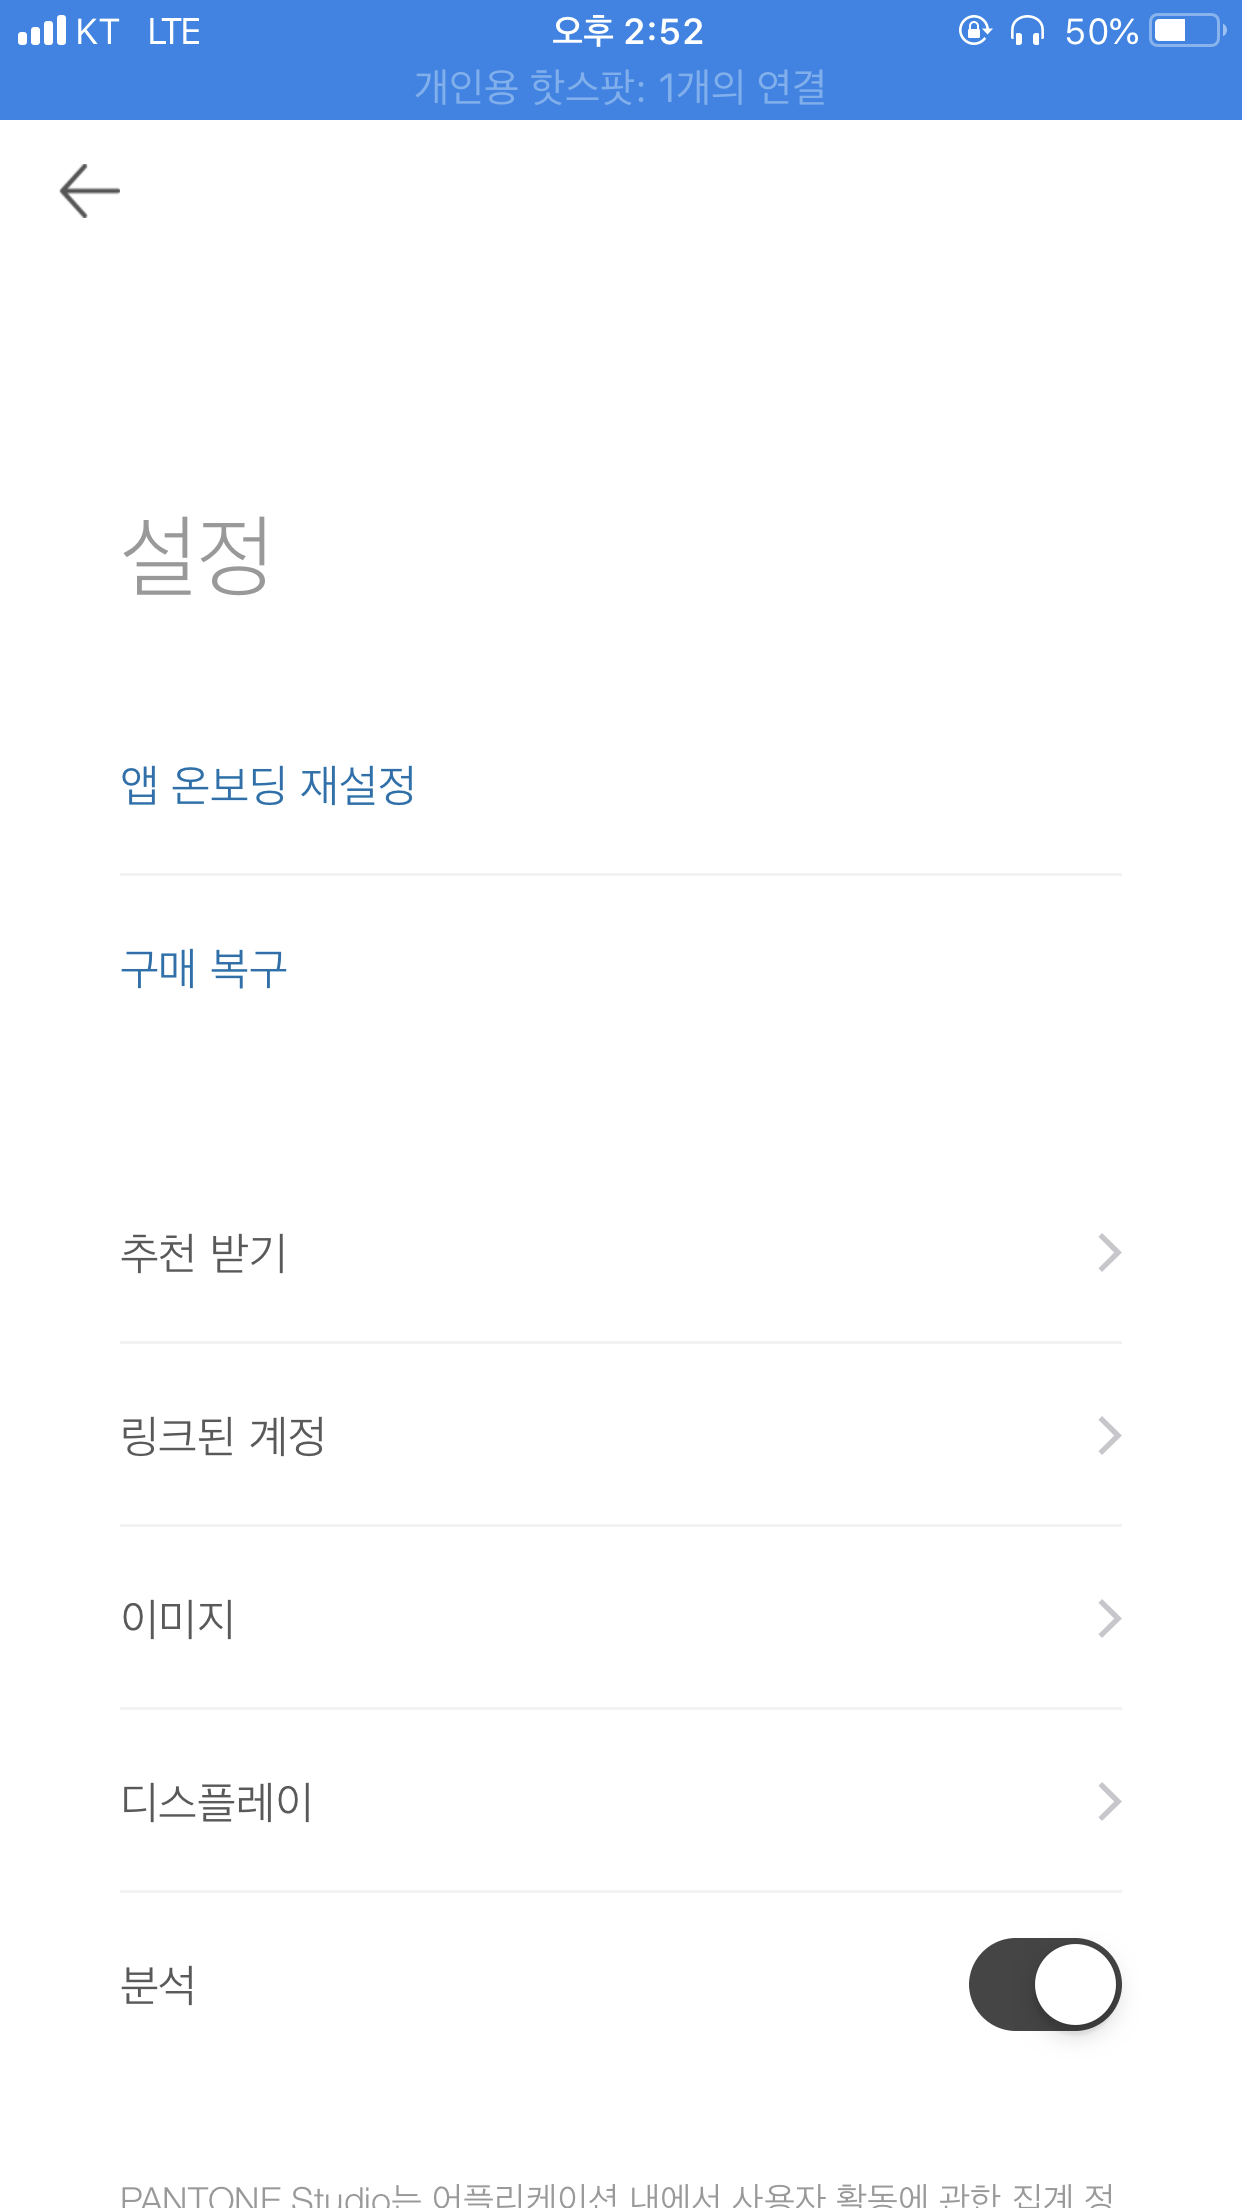 KT LTE 오후 2:52 50%
개인용 핫스팟: 1개의 연결
설정
앱 온보딩 재설정
구매 복구
추천 받기
링크된 계정
이미지
디스플레이
분석
PANTONE Studio는 어플리케이션 내에서 사용자 활동에 관한 집계 정